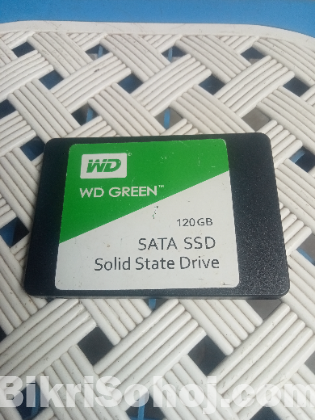 WD
WD GREEN™
120GB
SATA SSD
Solid State Drive
BikriSohoj.com